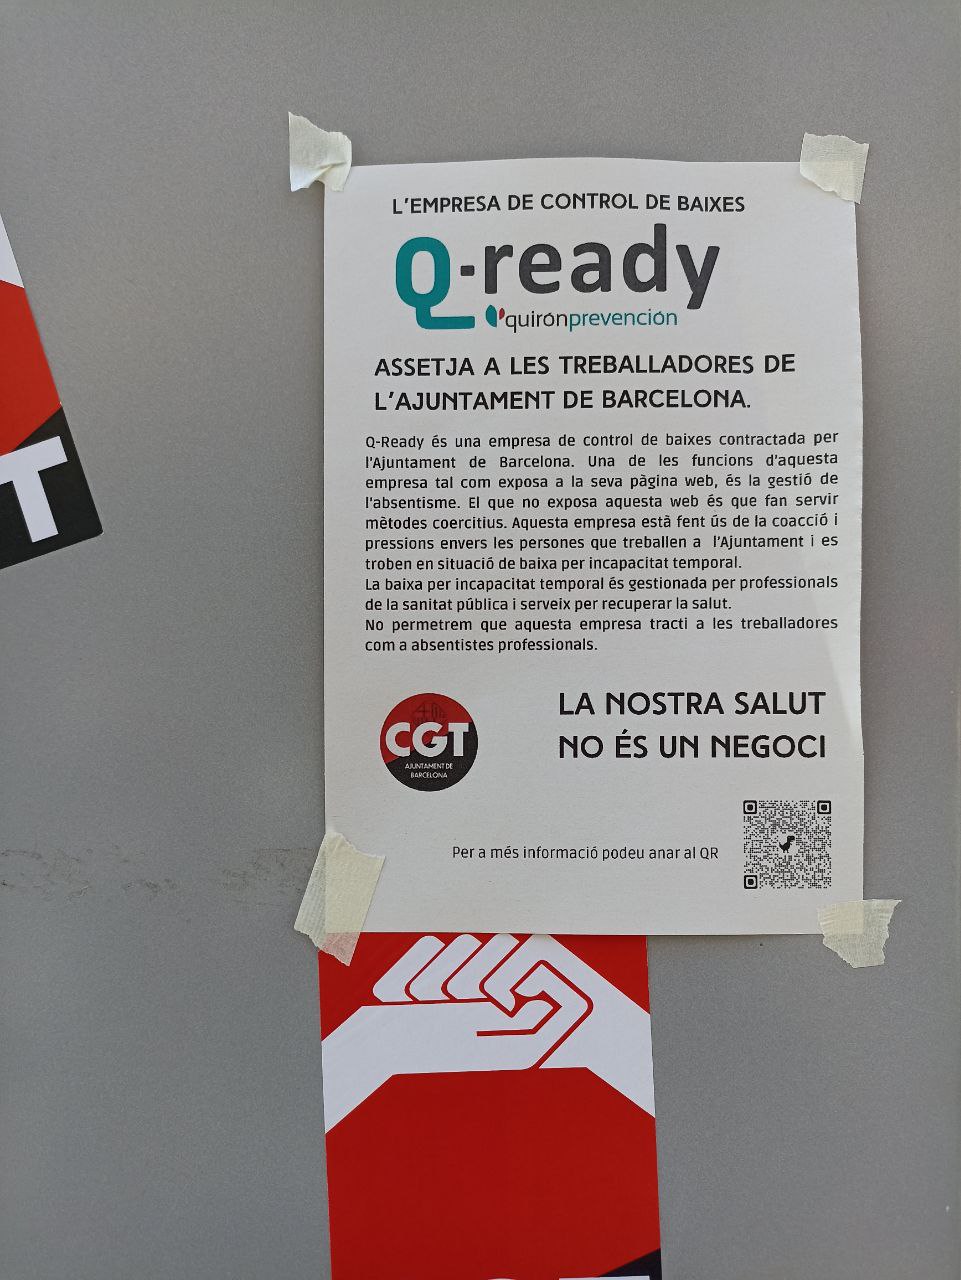 L'EMPRESA DE CONTROL DE BAIXES
Q-ready
quirónprevención
ASSETJA A LES TREBALLADORES DE
L'AJUNTAMENT DE BARCELONA.
Q-Ready és una empresa de control de baixes contractada per
l'Ajuntament de Barcelona. Una de les funcions d'aquesta
empresa tal com exposa a la seva pàgina web, és la gestió de
l'absentisme. El que no exposa aquesta web és que fan servir
mètodes coercitius. Aquesta empresa està fent ús de la coacció i
pressions envers les persones que treballen a l'Ajuntament i es
troben en situació de baixa per incapacitat temporal.
La baixa per incapacitat temporal és gestionada per professionals
de la sanitat pública i serveix per recuperar la salut.
No permetrem que aquesta empresa tracti a les treballadores
com a absentistes professionals.
CGT
AJUNTAMENT DE
BARCELONA
LA NOSTRA SALUT
NO ÉS UN NEGOCI
Per a més informació podeu anar al QR
T